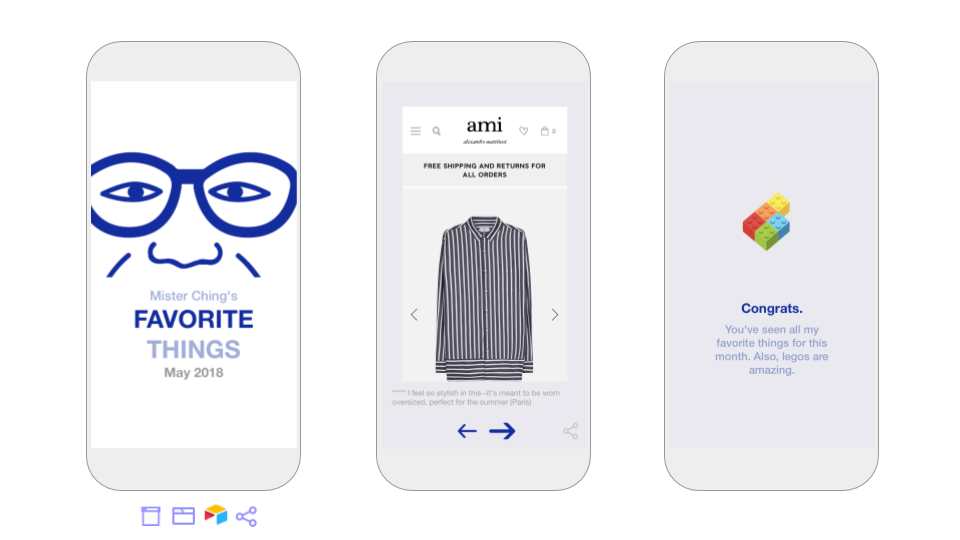 Mister Ching's
FAVORITE
THINGS
May 2018
ami
alexandre mattiussi
0
FREE SHIPPING AND RETURNS FOR
ALL ORDERS
***** I feel so stylish in this--it's meant to be worn
oversized, perfect for the summer (Paris)
Congrats.
You've seen all my
favorite things for this
month. Also, legos are
amazing.